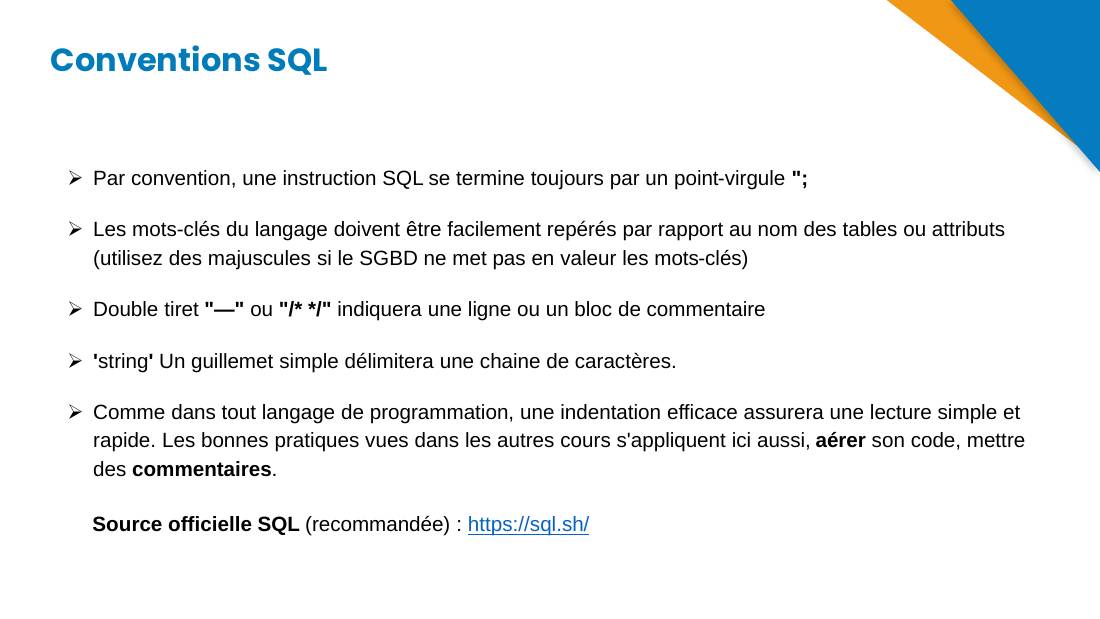 Conventions SQL
➢ Par convention, une instruction SQL se termine toujours par un point-virgule ";
➢ Les mots-clés du langage doivent être facilement repérés par rapport au nom des tables ou attributs
(utilisez des majuscules si le SGBD ne met pas en valeur les mots-clés)
➢ Double tiret "—" ou "/* */" indiquera une ligne ou un bloc de commentaire
➢ 'string' Un guillemet simple délimitera une chaine de caractères.
➢ Comme dans tout langage de programmation, une indentation efficace assurera une lecture simple et
rapide. Les bonnes pratiques vues dans les autres cours s'appliquent ici aussi, aérer son code, mettre
des commentaires.
Source officielle SQL (recommandée) : https://sql.sh/